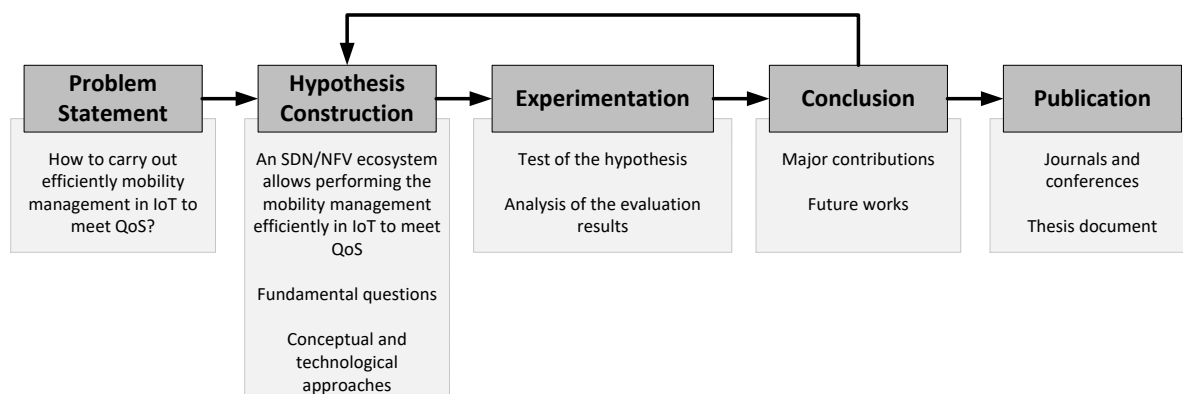 Problem
Statement
How to carry out
efficiently mobility
management in IoT to
meet QoS?
Hypothesis
Construction
An SDN/NFV ecosystem
allows performing the
mobility management
efficiently in IoT to meet
QoS
Fundamental questions
Conceptual and
technological
approaches
Experimentation
Test of the hypothesis
Analysis of the evaluation
results
Conclusion
Major contributions
Future works
Publication
Journals and
conferences
Thesis document